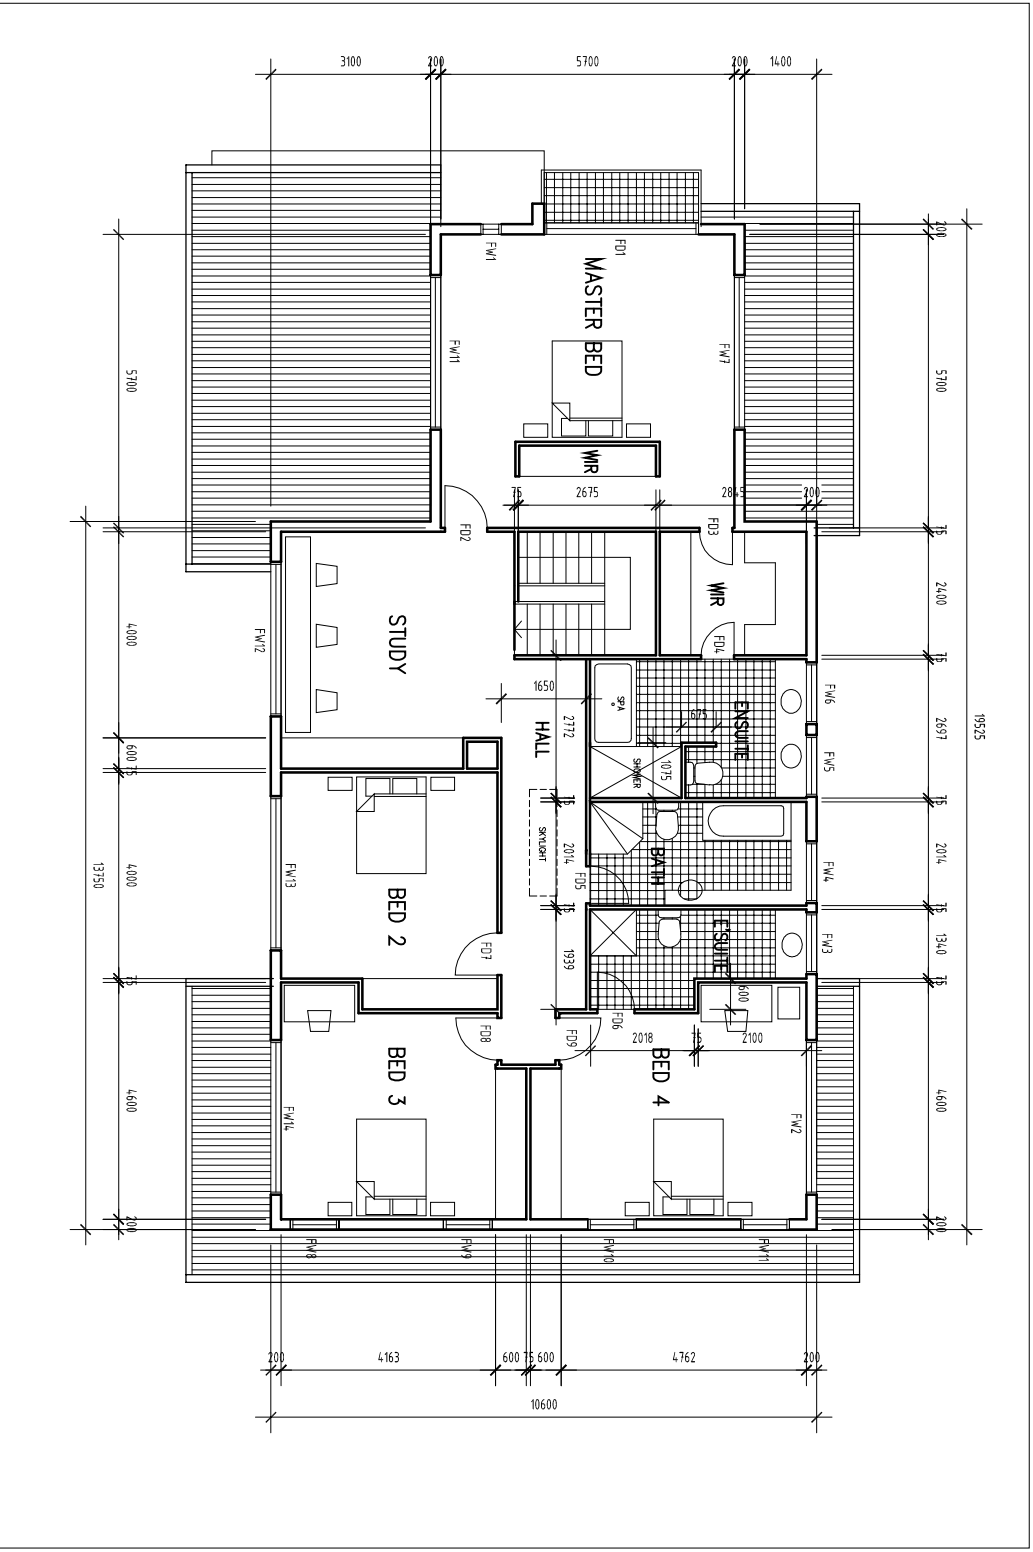 3100
200
5700
200
1400
200
19525
FW1
FD1
MASTER BED
FW11
FW7
5700
5700
WIR
75
2675
2845
200
FD2
FD3
75
WIR
2400
STUDY
FD4
4000
FW12
75
1650
2772
HALL
SPA
675
ENSUITE
FW6
2697
SHOWER
1075
FW5
600
75
75
75
SKYLIGHT
2014
BATH
FW4
2014
FD5
FW13
4000
13750
BED 2
75
75
FD7
1939
E'SUITE
FW3
1340
75
600
75
FD8
FD9
FD6
2018
75
2100
BED 3
BED 4
4600
FW14
FW2
4600
200
200
FW8
FW9
FW10
FW11
200
4163
600
75
600
4762
200
10600